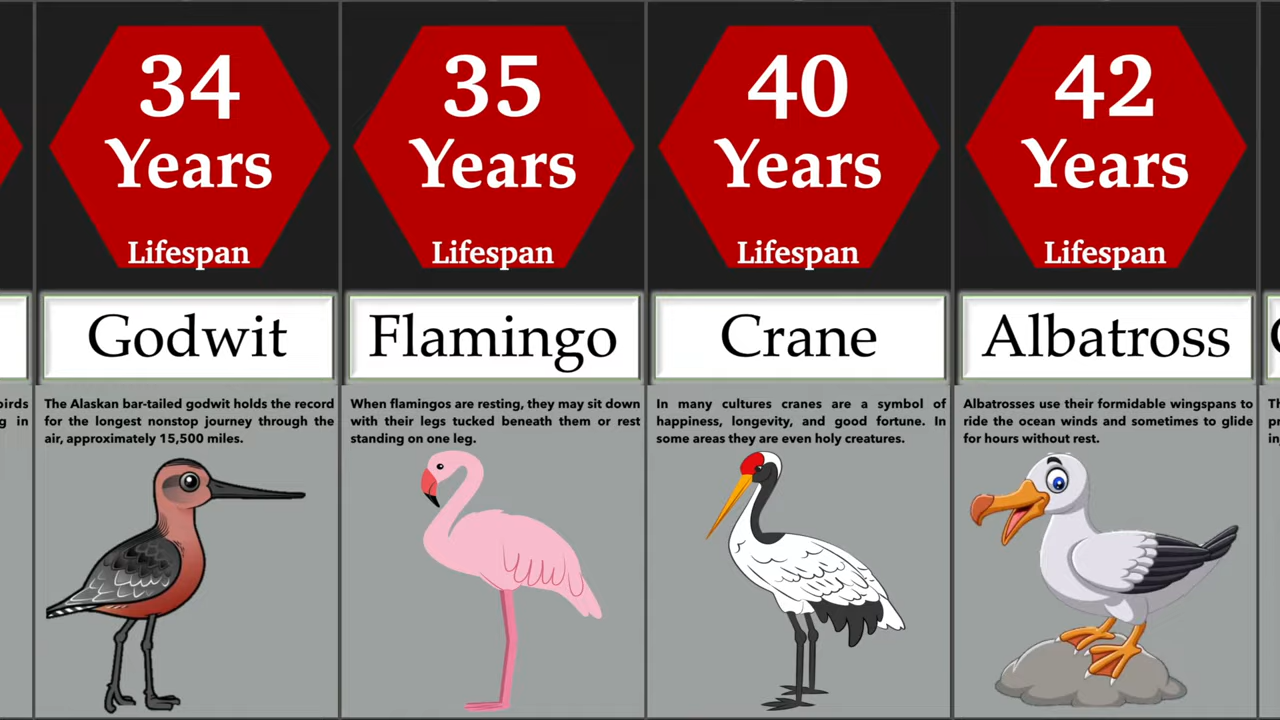 34
Years
Lifespan
Godwit
The Alaskan bar-tailed godwit holds the record
for the longest nonstop journey through the
air, approximately 15,500 miles.
35
Years
Lifespan
Flamingo
When flamingos are resting, they may sit down
with their legs tucked beneath them or rest
standing on one leg.
40
Years
Lifespan
Crane
In many cultures cranes are a symbol of
happiness, longevity, and good fortune. In
some areas they are even holy creatures.
42
Years
Lifespan
Albatross
Albatrosses use their formidable wingspans to
ride the ocean winds and sometimes to glide
for hours without rest.